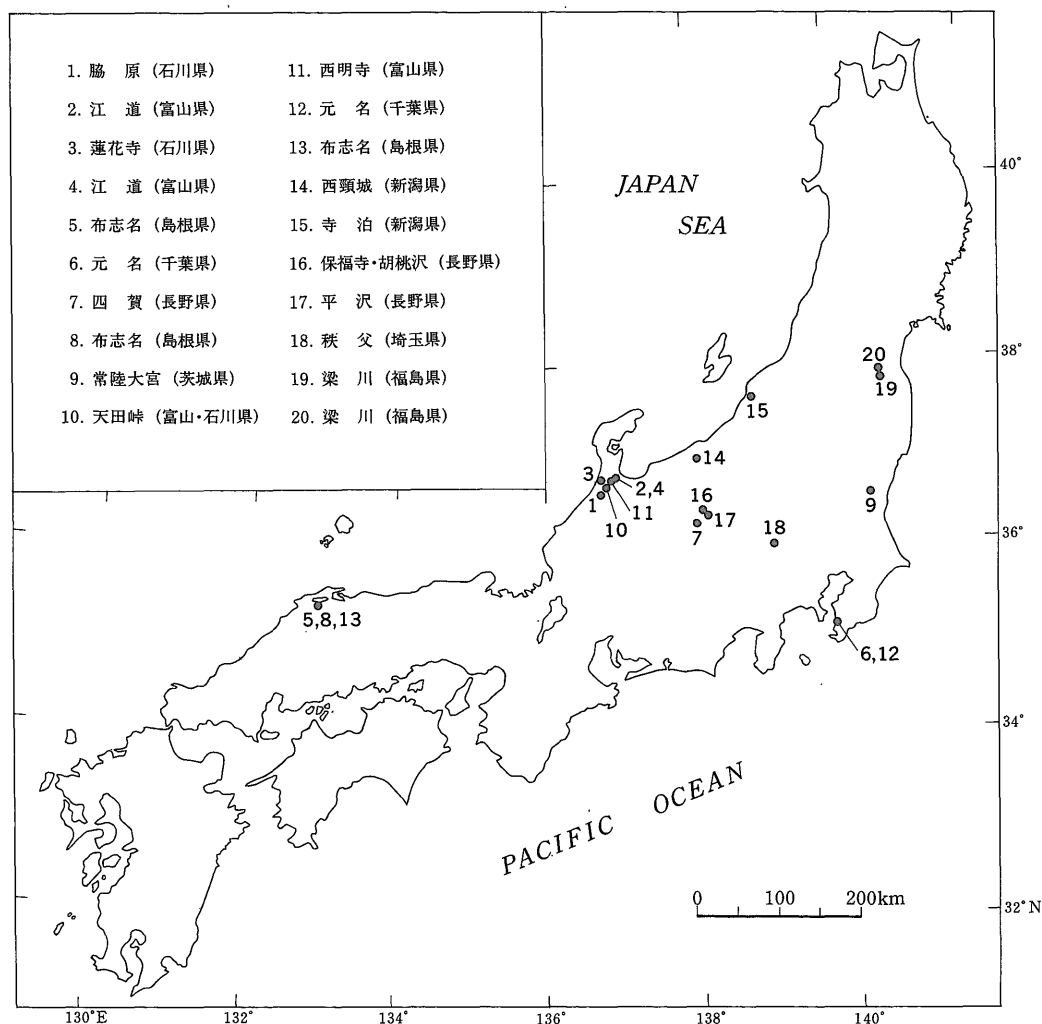 1. 脇　原 (石川県)
2. 江　道 (富山県)
3. 蓮花寺 (石川県)
4. 江　道 (富山県)
5. 布志名 (島根県)
6. 元　名 (千葉県)
7. 四　賀 (長野県)
8. 布志名 (島根県)
9. 常陸大宮 (茨城県)
10. 天田峠 (富山・石川県)
11. 西明寺 (富山県)
12. 元　名 (千葉県)
13. 布志名 (島根県)
14. 西頸城 (新潟県)
15. 寺　泊 (新潟県)
16. 保福寺・胡桃沢 (長野県)
17. 平　沢 (長野県)
18. 秩　父 (埼玉県)
19. 梁　川 (福島県)
20. 梁　川 (福島県)
JAPAN
SEA
40°
38°
20
19
15
14
3
2,4
1
11
10
16
17
7
9
18
36°
5,8,13
6,12
34°
PACIFIC OCEAN
0 100 200km
32°N
130°E
132°
134°
136°
138°
140°